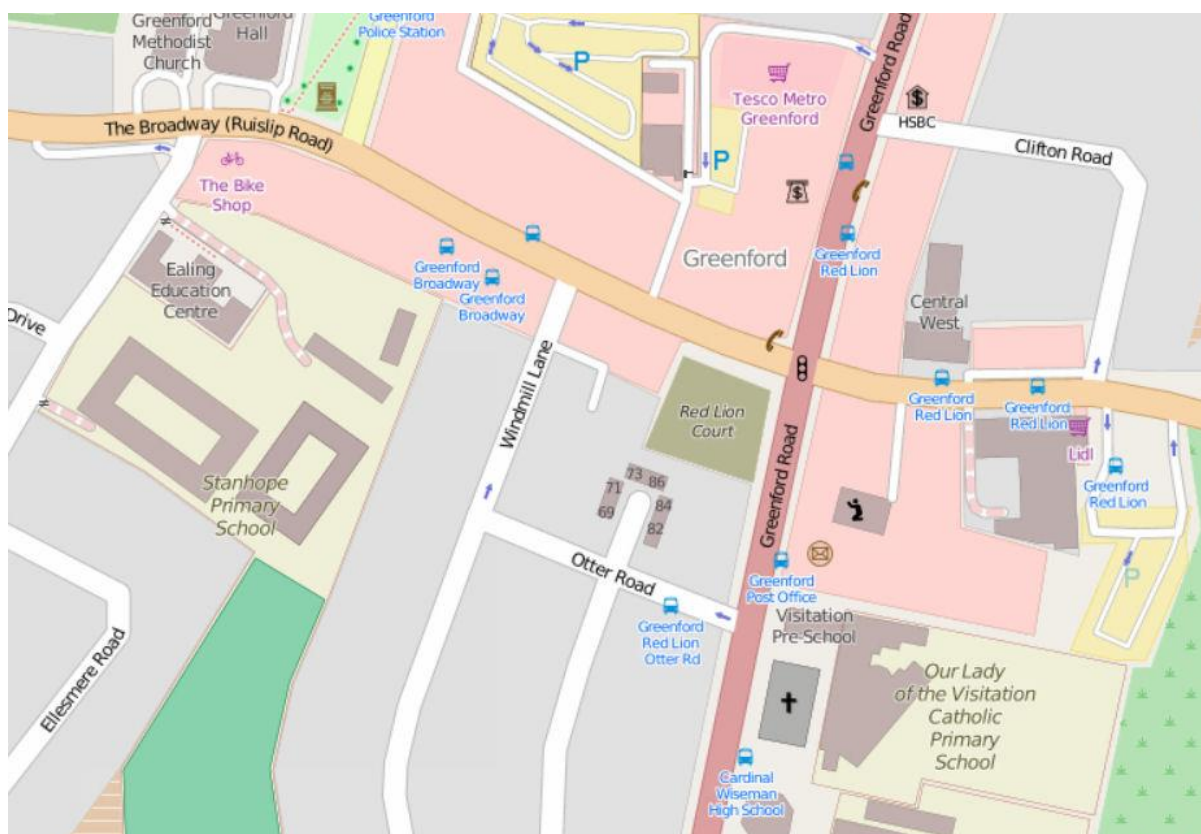 Greenford
Methodist
Church
Greenford
Hall
Greenford
Police Station
P
Tesco Metro
Greenford
P
Greenford Road
$
HSBC
Clifton Road
The Broadway (Ruislip Road)
The Bike
Shop
$
Greenford
Broadway
Greenford
Broadway
Greenford
Greenford
Red Lion
Ealing
Education
Centre
Drive
Central
West
Windmill Lane
Red Lion
Court
Greenford
Red Lion
Greenford
Red Lion
Lidl
Greenford
Red Lion
Greenford Road
Stanhope
Primary
School
73
86
71
84
69
82
Otter Road
Greenford
Post Office
P
Greenford
Red Lion
Otter Rd
Visitation
Pre School
Ellesmere Road
Our Lady
of the Visitation
Catholic
Primary
School
Cardinal
Wiseman
High School